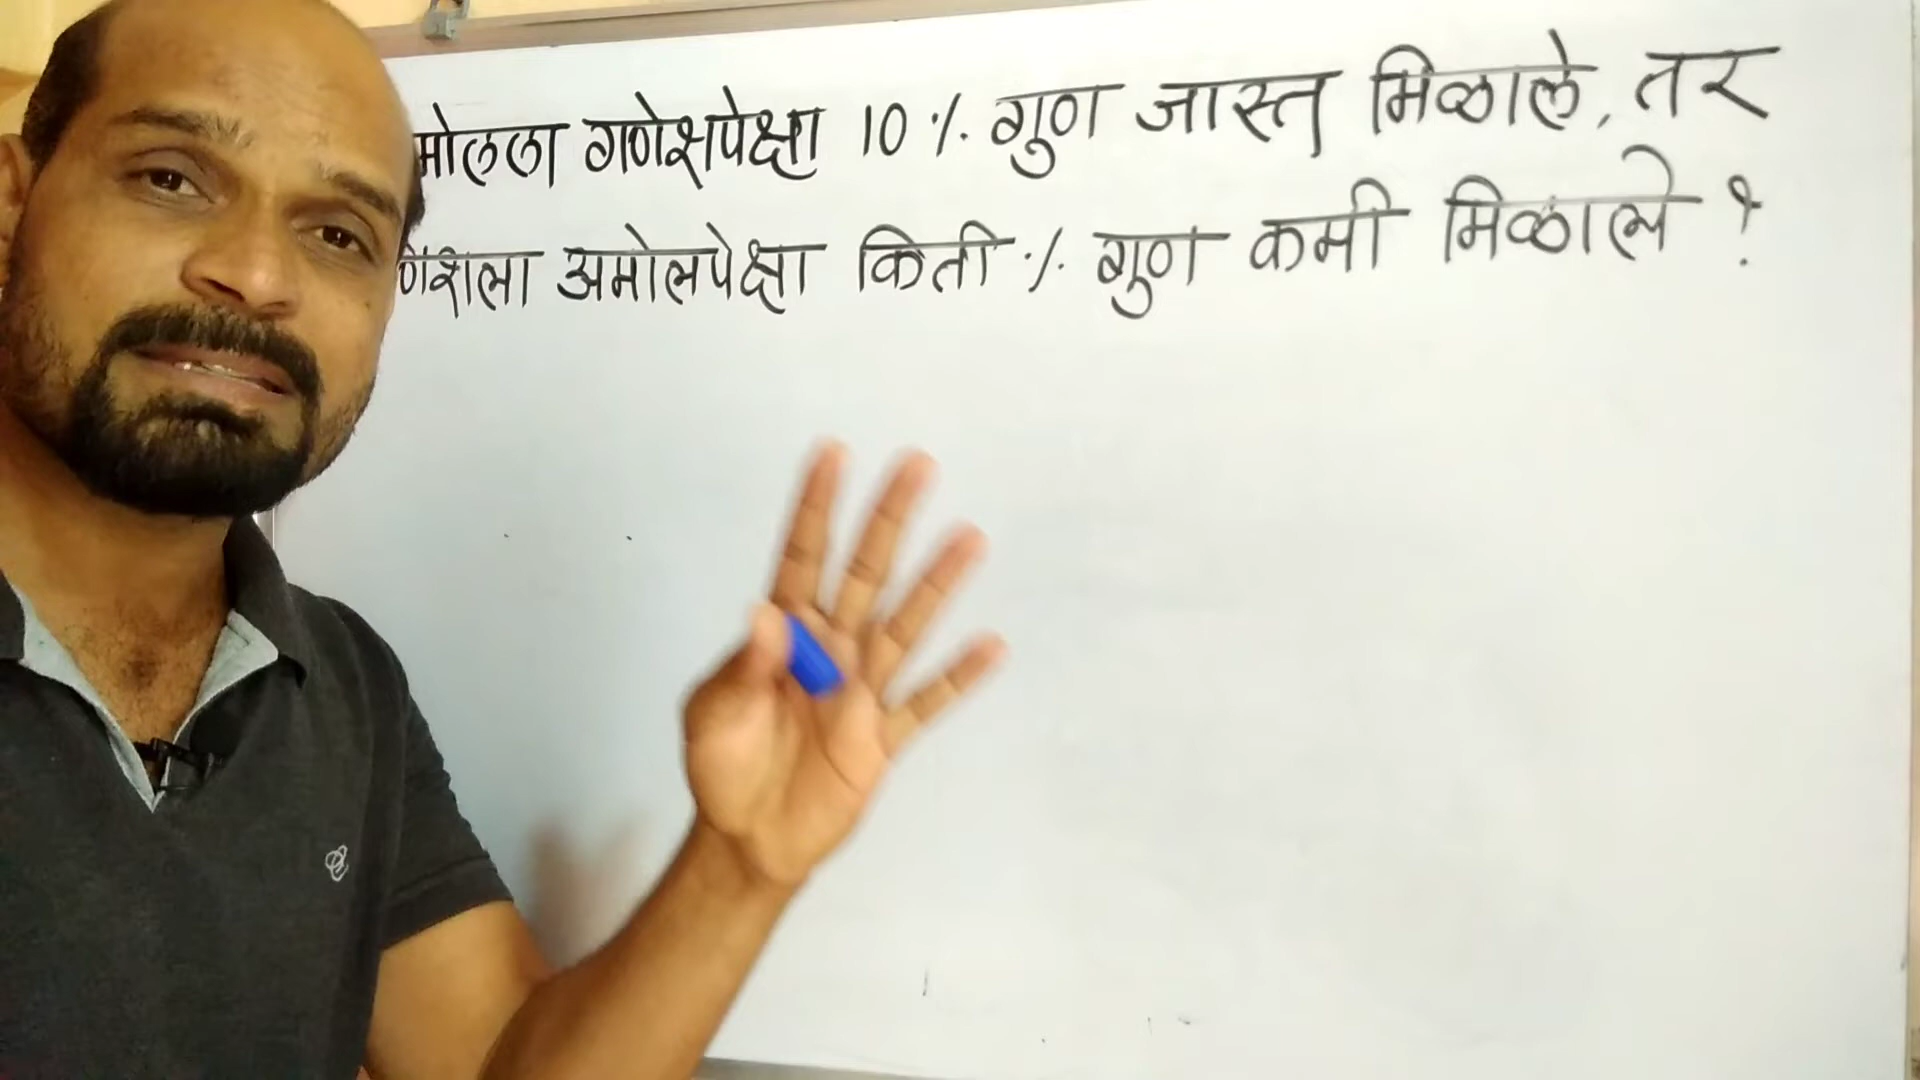 मोलला गणेशपेक्षा 10 % गुण जास्त मिळाले, तर
णेशला अमोलपेक्षा किती % गुण कमी मिळाले ?